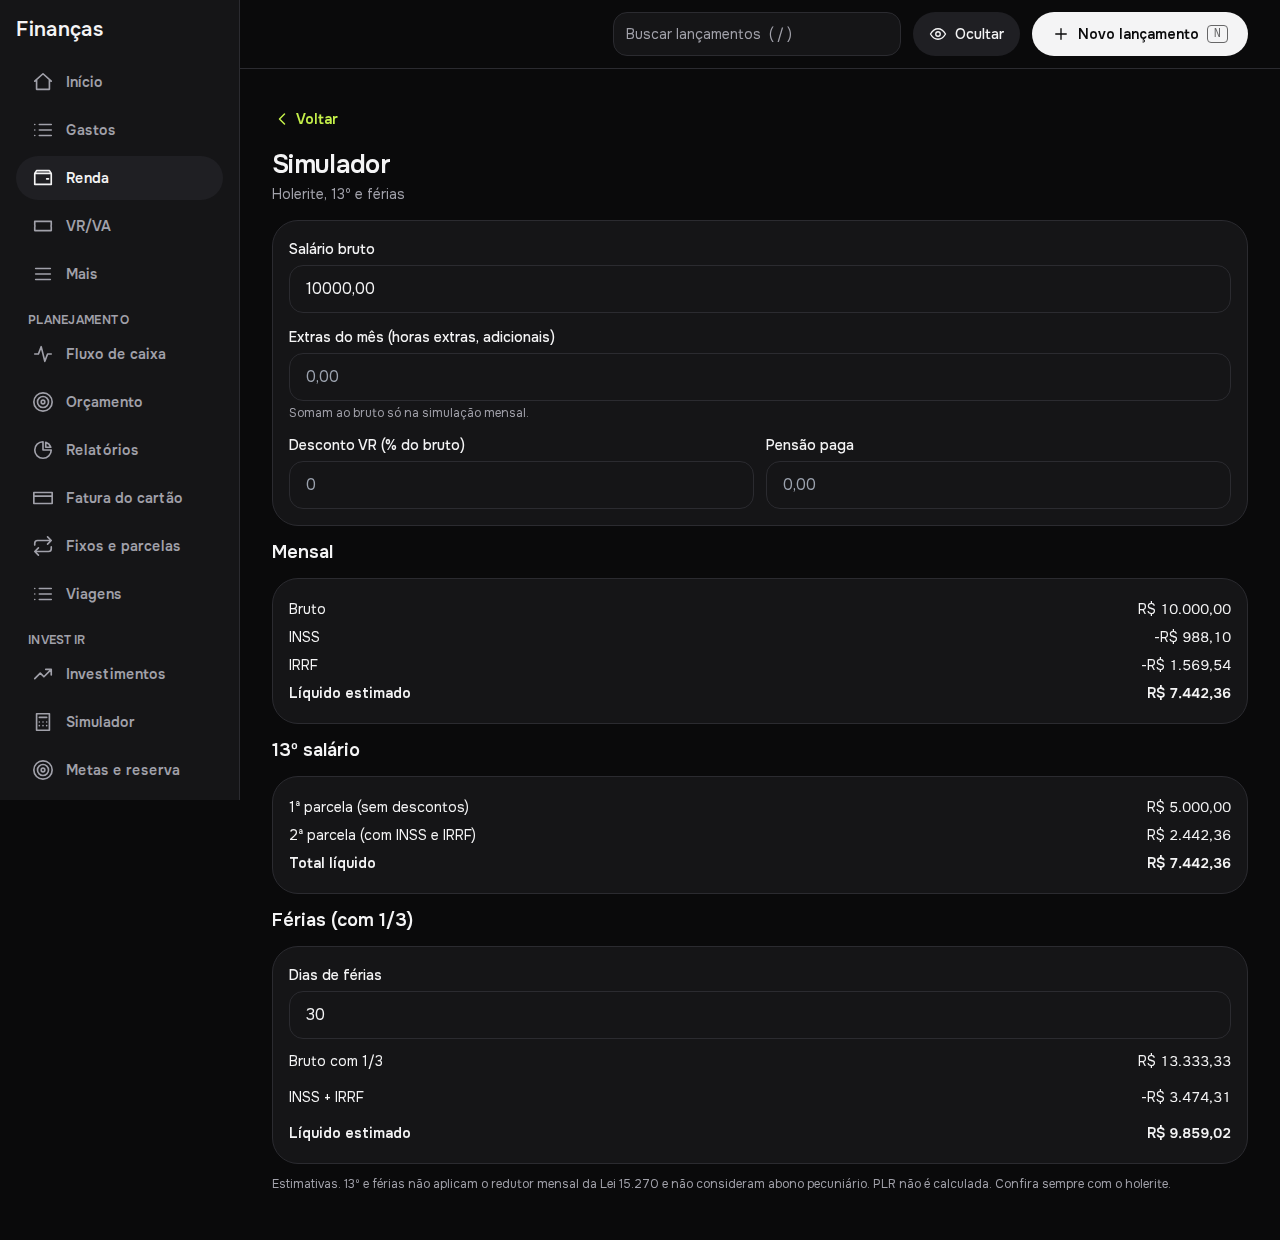 Finanças
Buscar lançamentos ( / )
Ocultar
Novo lançamento N
Início
Gastos
Renda
VR/VA
Mais
PLANEJAMENTO
Fluxo de caixa
Orçamento
Relatórios
Fatura do cartão
Fixos e parcelas
Viagens
INVESTIR
Investimentos
Simulador
Metas e reserva
Voltar
Simulador
Holerite, 13º e férias
Salário bruto
10000,00
Extras do mês (horas extras, adicionais)
0,00
Somam ao bruto só na simulação mensal.
Desconto VR (% do bruto)
0
Pensão paga
0,00
Mensal
Bruto R$ 10.000,00
INSS -R$ 988,10
IRRF -R$ 1.569,54
Líquido estimado R$ 7.442,36
13º salário
1ª parcela (sem descontos) R$ 5.000,00
2ª parcela (com INSS e IRRF) R$ 2.442,36
Total líquido R$ 7.442,36
Férias (com 1/3)
Dias de férias
30
Bruto com 1/3 R$ 13.333,33
INSS + IRRF -R$ 3.474,31
Líquido estimado R$ 9.859,02
Estimativas. 13º e férias não aplicam o redutor mensal da Lei 15.270 e não consideram abono pecuniário. PLR não é calculada. Confira sempre com o holerite.